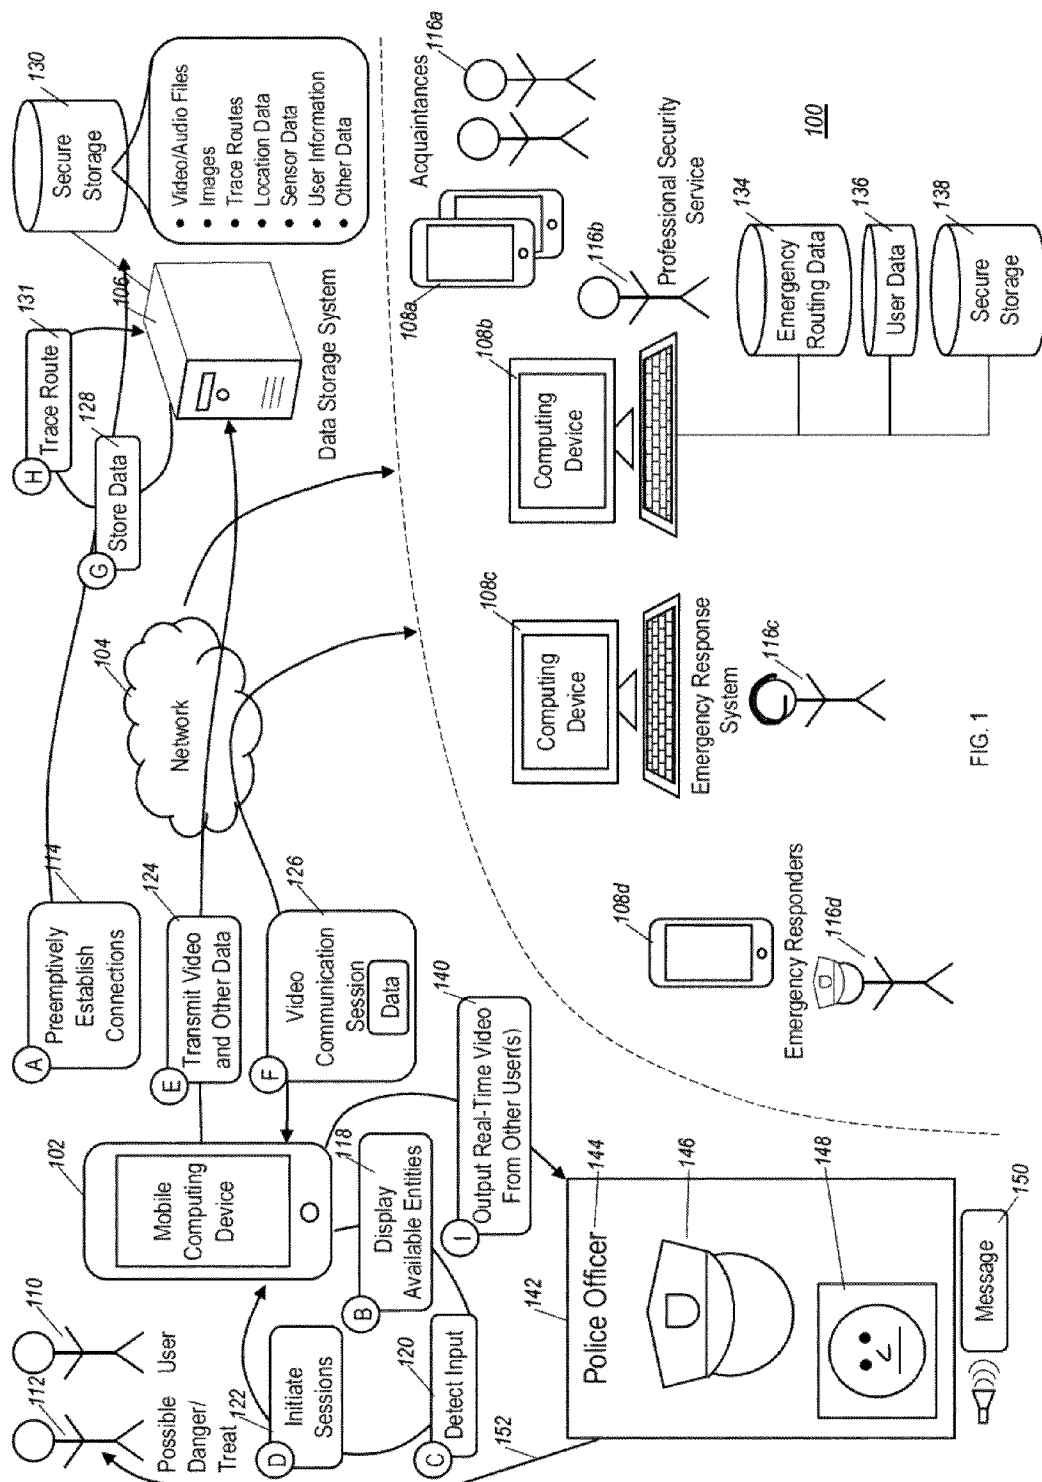 112
Possible
Danger/
Treat
110
User
102
Mobile
Computing
Device
A
Preemptively
Establish
Connections
114
E
Transmit Video
and Other Data
124
F
Video
Communication
Session
Data
126
104
Network
G
Store Data
128
H
Trace Route
131
106
Data Storage System
Secure
Storage
130
• Video/Audio Files
• Images
• Trace Routes
• Location Data
• Sensor Data
• User Information
• Other Data
D
Initiate
Sessions
122
B
Display
Available Entities
118
C
Detect Input
120
I
Output Real-Time Video
From Other User(s)
140
152
142
Police Officer
144
146
148
Message
150
108d
Emergency Responders
116d
108c
Computing
Device
Emergency Response
System
116c
108b
Computing
Device
116b
Professional Security
Service
108a
Acquaintances
116a
134
Emergency
Routing Data
136
User Data
138
Secure
Storage
100
FIG. 1